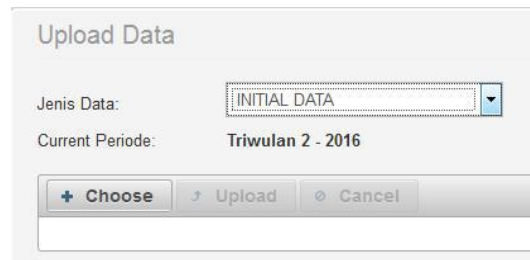 Upload Data
Jenis Data: INITIAL DATA
Current Periode: Triwulan 2 - 2016
Choose Upload Cancel